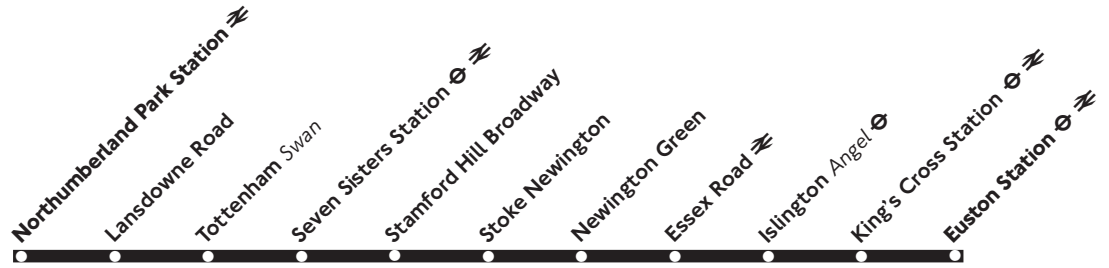 Northumberland Park Station
Lansdowne Road
Tottenham Swan
Seven Sisters Station
Stamford Hill Broadway
Stoke Newington
Newington Green
Essex Road
Islington Angel
King's Cross Station
Euston Station